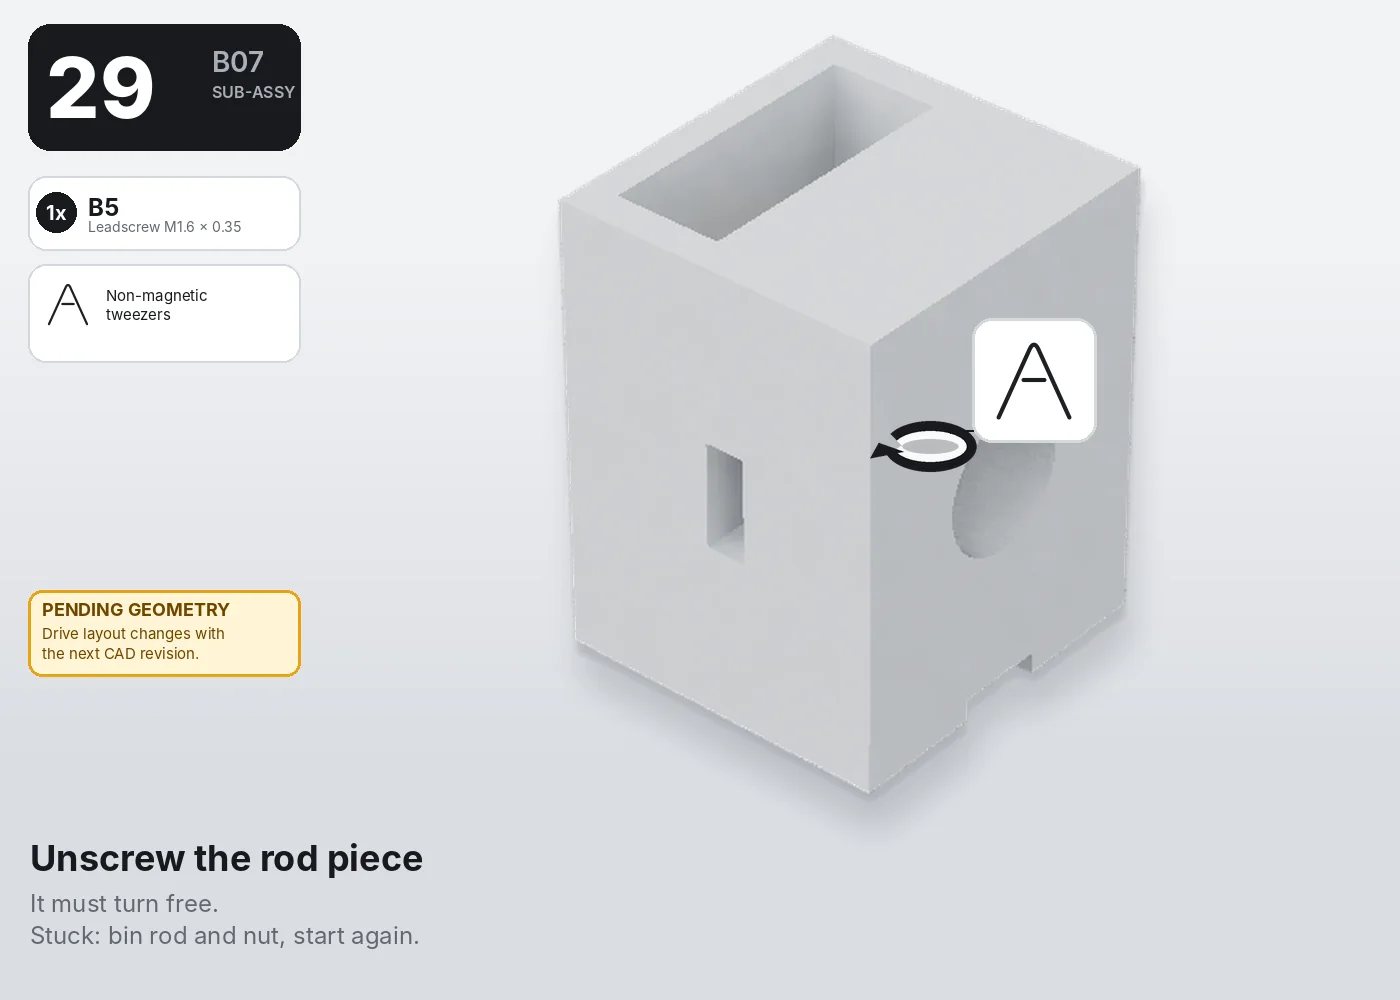 29
B07
SUB-ASSY
1x
B5
Leadscrew M1.6 × 0.35
Non-magnetic
tweezers
PENDING GEOMETRY
Drive layout changes with
the next CAD revision.
Unscrew the rod piece
It must turn free.
Stuck: bin rod and nut, start again.